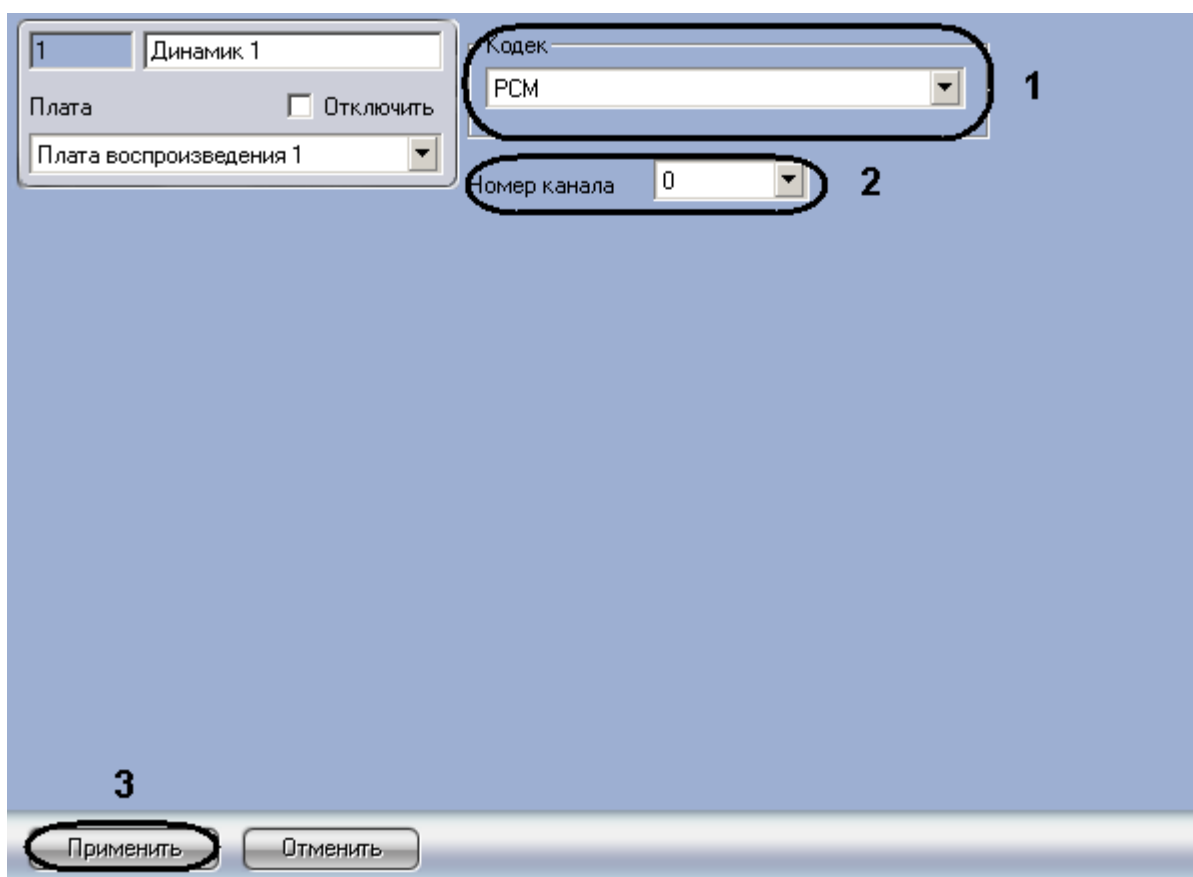 1 Динамик 1
Плата Отключить
Плата воспроизведения 1
Кодек
PCM
1
Номер канала 0
2
3
Применить Отменить